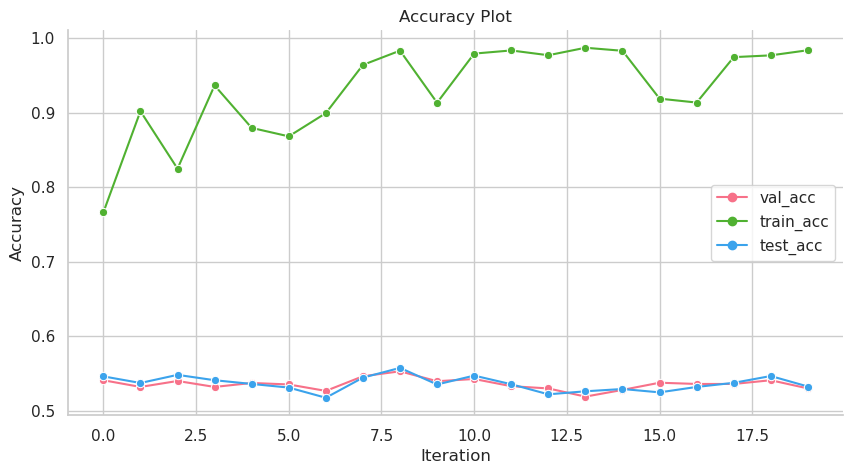 Accuracy Plot
1.0
0.9
0.8
0.7
0.6
0.5
Accuracy
val_acc
train_acc
test_acc
0.0 2.5 5.0 7.5 10.0 12.5 15.0 17.5
Iteration